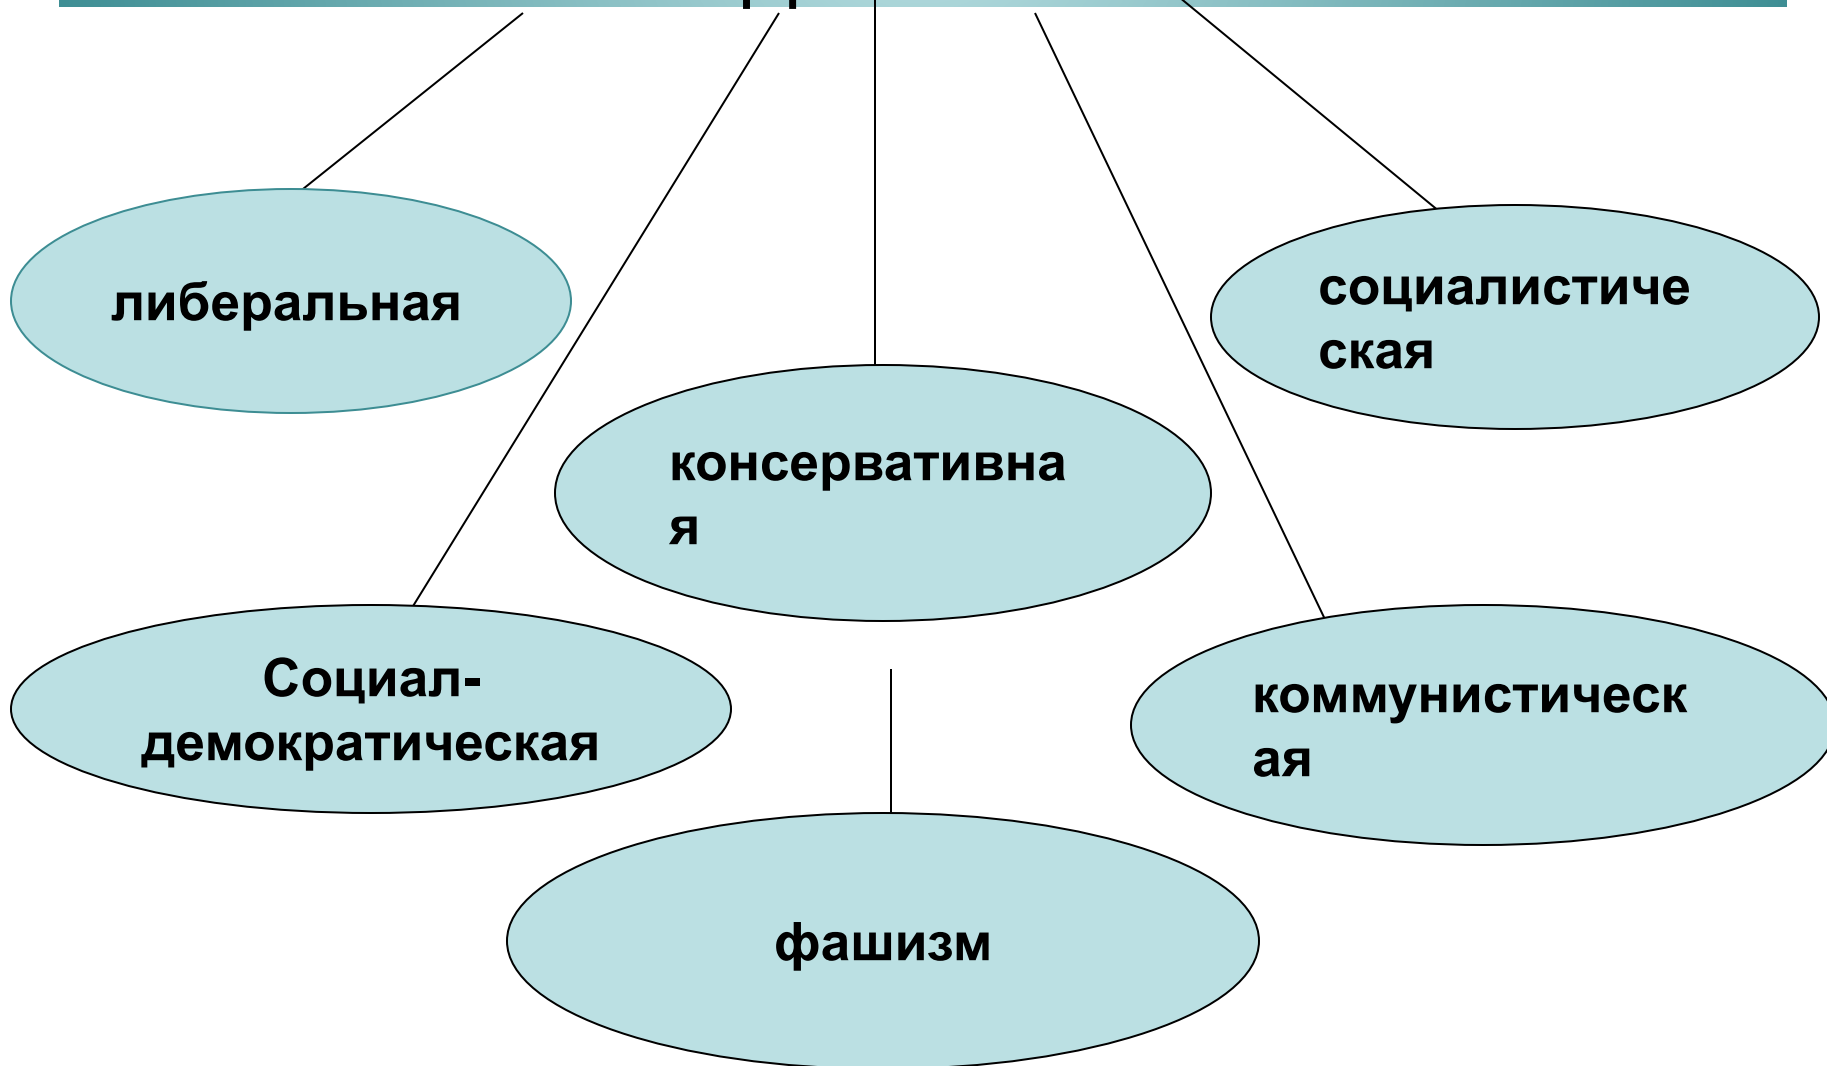 либеральная
социалистиче
ская
консервативна
я
Социал-
демократическая
коммунистическ
ая
фашизм